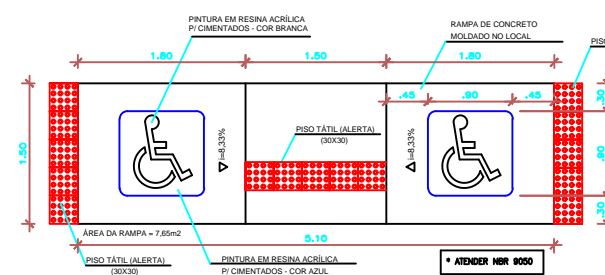 PINTURA EM RESINA ACRÍLICA
P/ CIMENTADOS - COR BRANCA
RAMPA DE CONCRETO
MOLDADO NO LOCAL
PISO
1.80
1.50
1.80
.45
.90
.45
.30
.90
.30
1.50
i=8,33%
PISO TÁTIL (ALERTA)
(30X30)
i=8,33%
ÁREA DA RAMPA = 7,65m2
5.10
PISO TÁTIL (ALERTA)
(30X30)
PINTURA EM RESINA ACRÍLICA
P/ CIMENTADOS - COR AZUL
* ATENDER NBR 9050